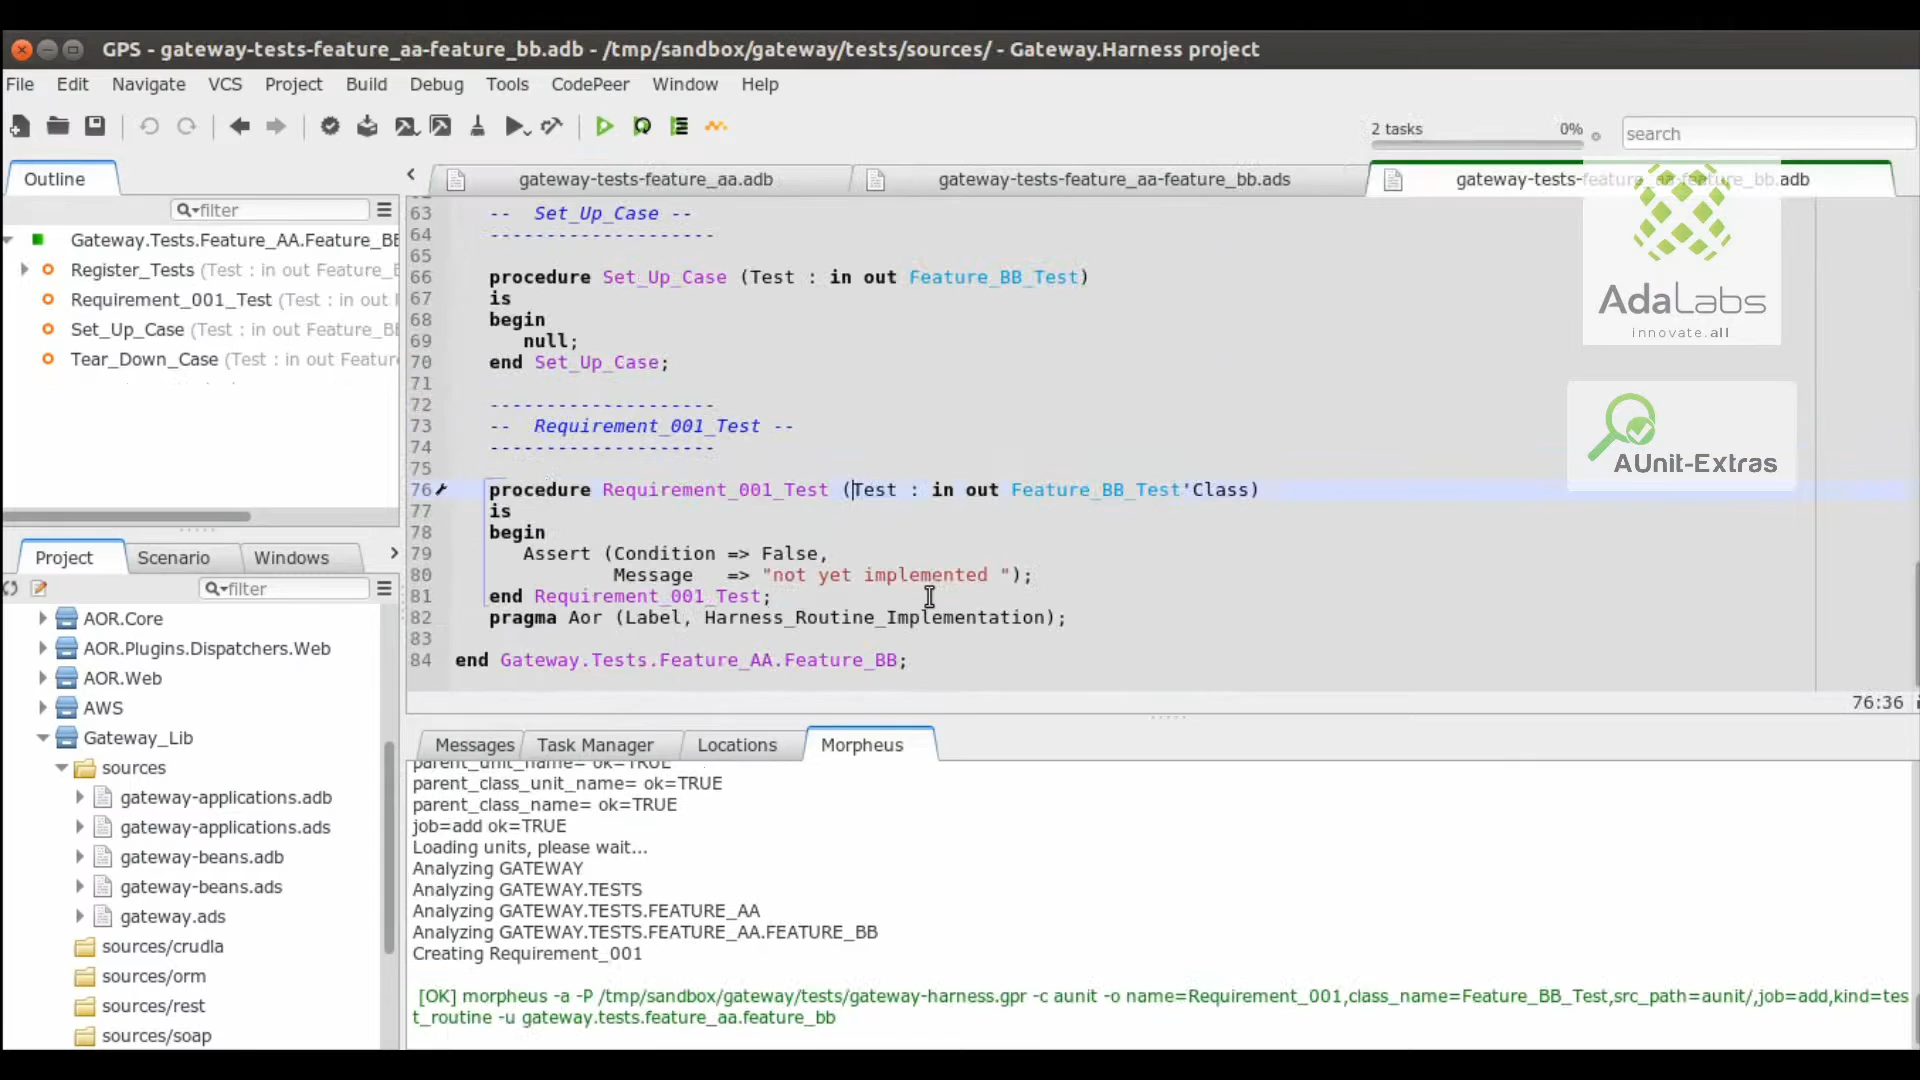 GPS - gateway-tests-feature_aa-feature_bb.adb - /tmp/sandbox/gateway/tests/sources/ - Gateway.Harness project
File Edit Navigate VCS Project Build Debug Tools CodePeer Window Help
2 tasks 0%
search
Outline
gateway-tests-feature_aa.adb
gateway-tests-feature_aa-feature_bb.ads
gateway-tests-feature_aa-feature_bb.adb
filter
Gateway.Tests.Feature_AA.Feature_BB
Register_Tests (Test : in out Feature_B
Requirement_001_Test (Test : in out
Set_Up_Case (Test : in out Feature_BB
Tear_Down_Case (Test : in out Feature
63 -- Set_Up_Case --
64 --------------------
65
66 procedure Set_Up_Case (Test : in out Feature_BB_Test)
67 is
68 begin
69 null;
70 end Set_Up_Case;
71
72 --------------------
73 -- Requirement_001_Test --
74 --------------------
75
76 procedure Requirement_001_Test (Test : in out Feature_BB_Test'Class)
77 is
78 begin
79 Assert (Condition => False,
80 Message => "not yet implemented ");
81 end Requirement_001_Test;
82 pragma Aor (Label, Harness_Routine_Implementation);
83
84 end Gateway.Tests.Feature_AA.Feature_BB;
76:36
AdaLabs
innovate.all
AUnit-Extras
Project Scenario Windows
filter
AOR.Core
AOR.Plugins.Dispatchers.Web
AOR.Web
AWS
Gateway_Lib
sources
gateway-applications.adb
gateway-applications.ads
gateway-beans.adb
gateway-beans.ads
gateway.ads
sources/crudla
sources/orm
sources/rest
sources/soap
Messages Task Manager Locations Morpheus
parent_unit_name= ok=TRUE
parent_class_unit_name= ok=TRUE
parent_class_name= ok=TRUE
job=add ok=TRUE
Loading units, please wait...
Analyzing GATEWAY
Analyzing GATEWAY.TESTS
Analyzing GATEWAY.TESTS.FEATURE_AA
Analyzing GATEWAY.TESTS.FEATURE_AA.FEATURE_BB
Creating Requirement_001
[OK] morpheus -a -P /tmp/sandbox/gateway/tests/gateway-harness.gpr -c aunit -o name=Requirement_001,class_name=Feature_BB_Test,src_path=aunit/,job=add,kind=tes
t_routine -u gateway.tests.feature_aa.feature_bb